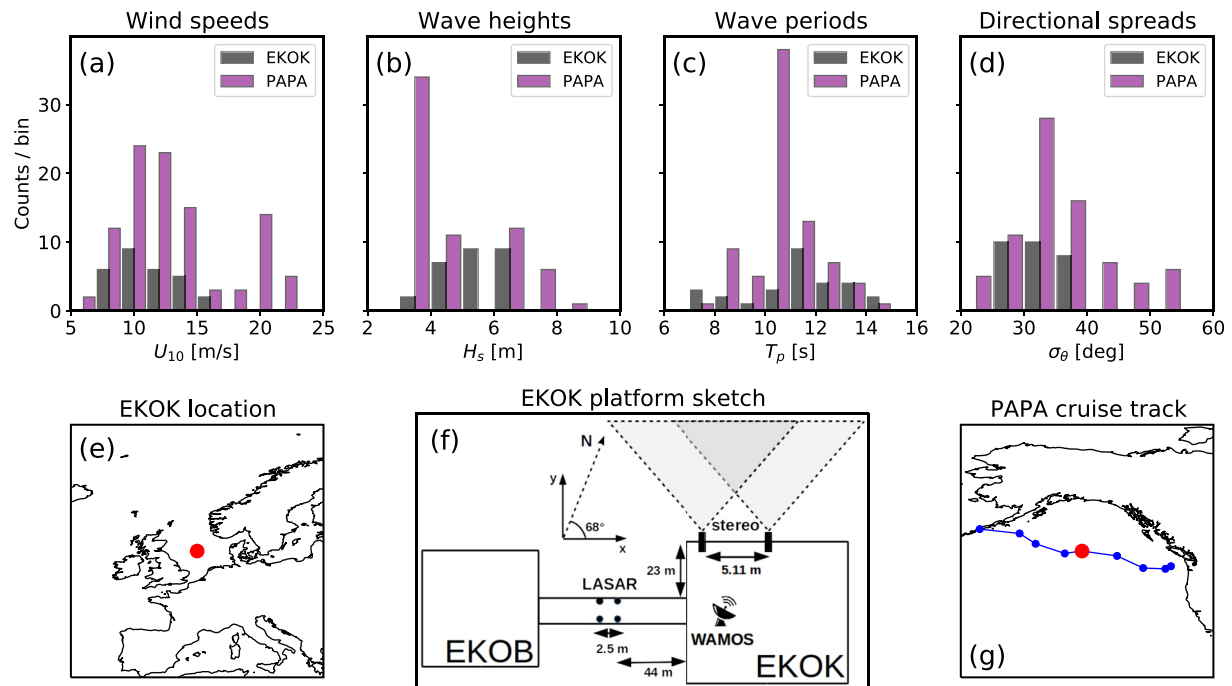 Wind speeds
Wave heights
Wave periods
Directional spreads
(a)
EKOK
PAPA
(b)
EKOK
PAPA
(c)
EKOK
PAPA
(d)
EKOK
PAPA
Counts / bin
30
20
10
0
5 10 15 20 25
2 4 6 8 10
6 8 10 12 14 16
20 30 40 50 60
U₁₀ [m/s]
Hₛ [m]
Tₚ [s]
σ_θ [deg]
EKOK location
EKOK platform sketch
PAPA cruise track
(e)
(f)
N
y
68°
x
stereo
5.11 m
23 m
LASAR
2.5 m
44 m
WAMOS
EKOB
EKOK
(g)